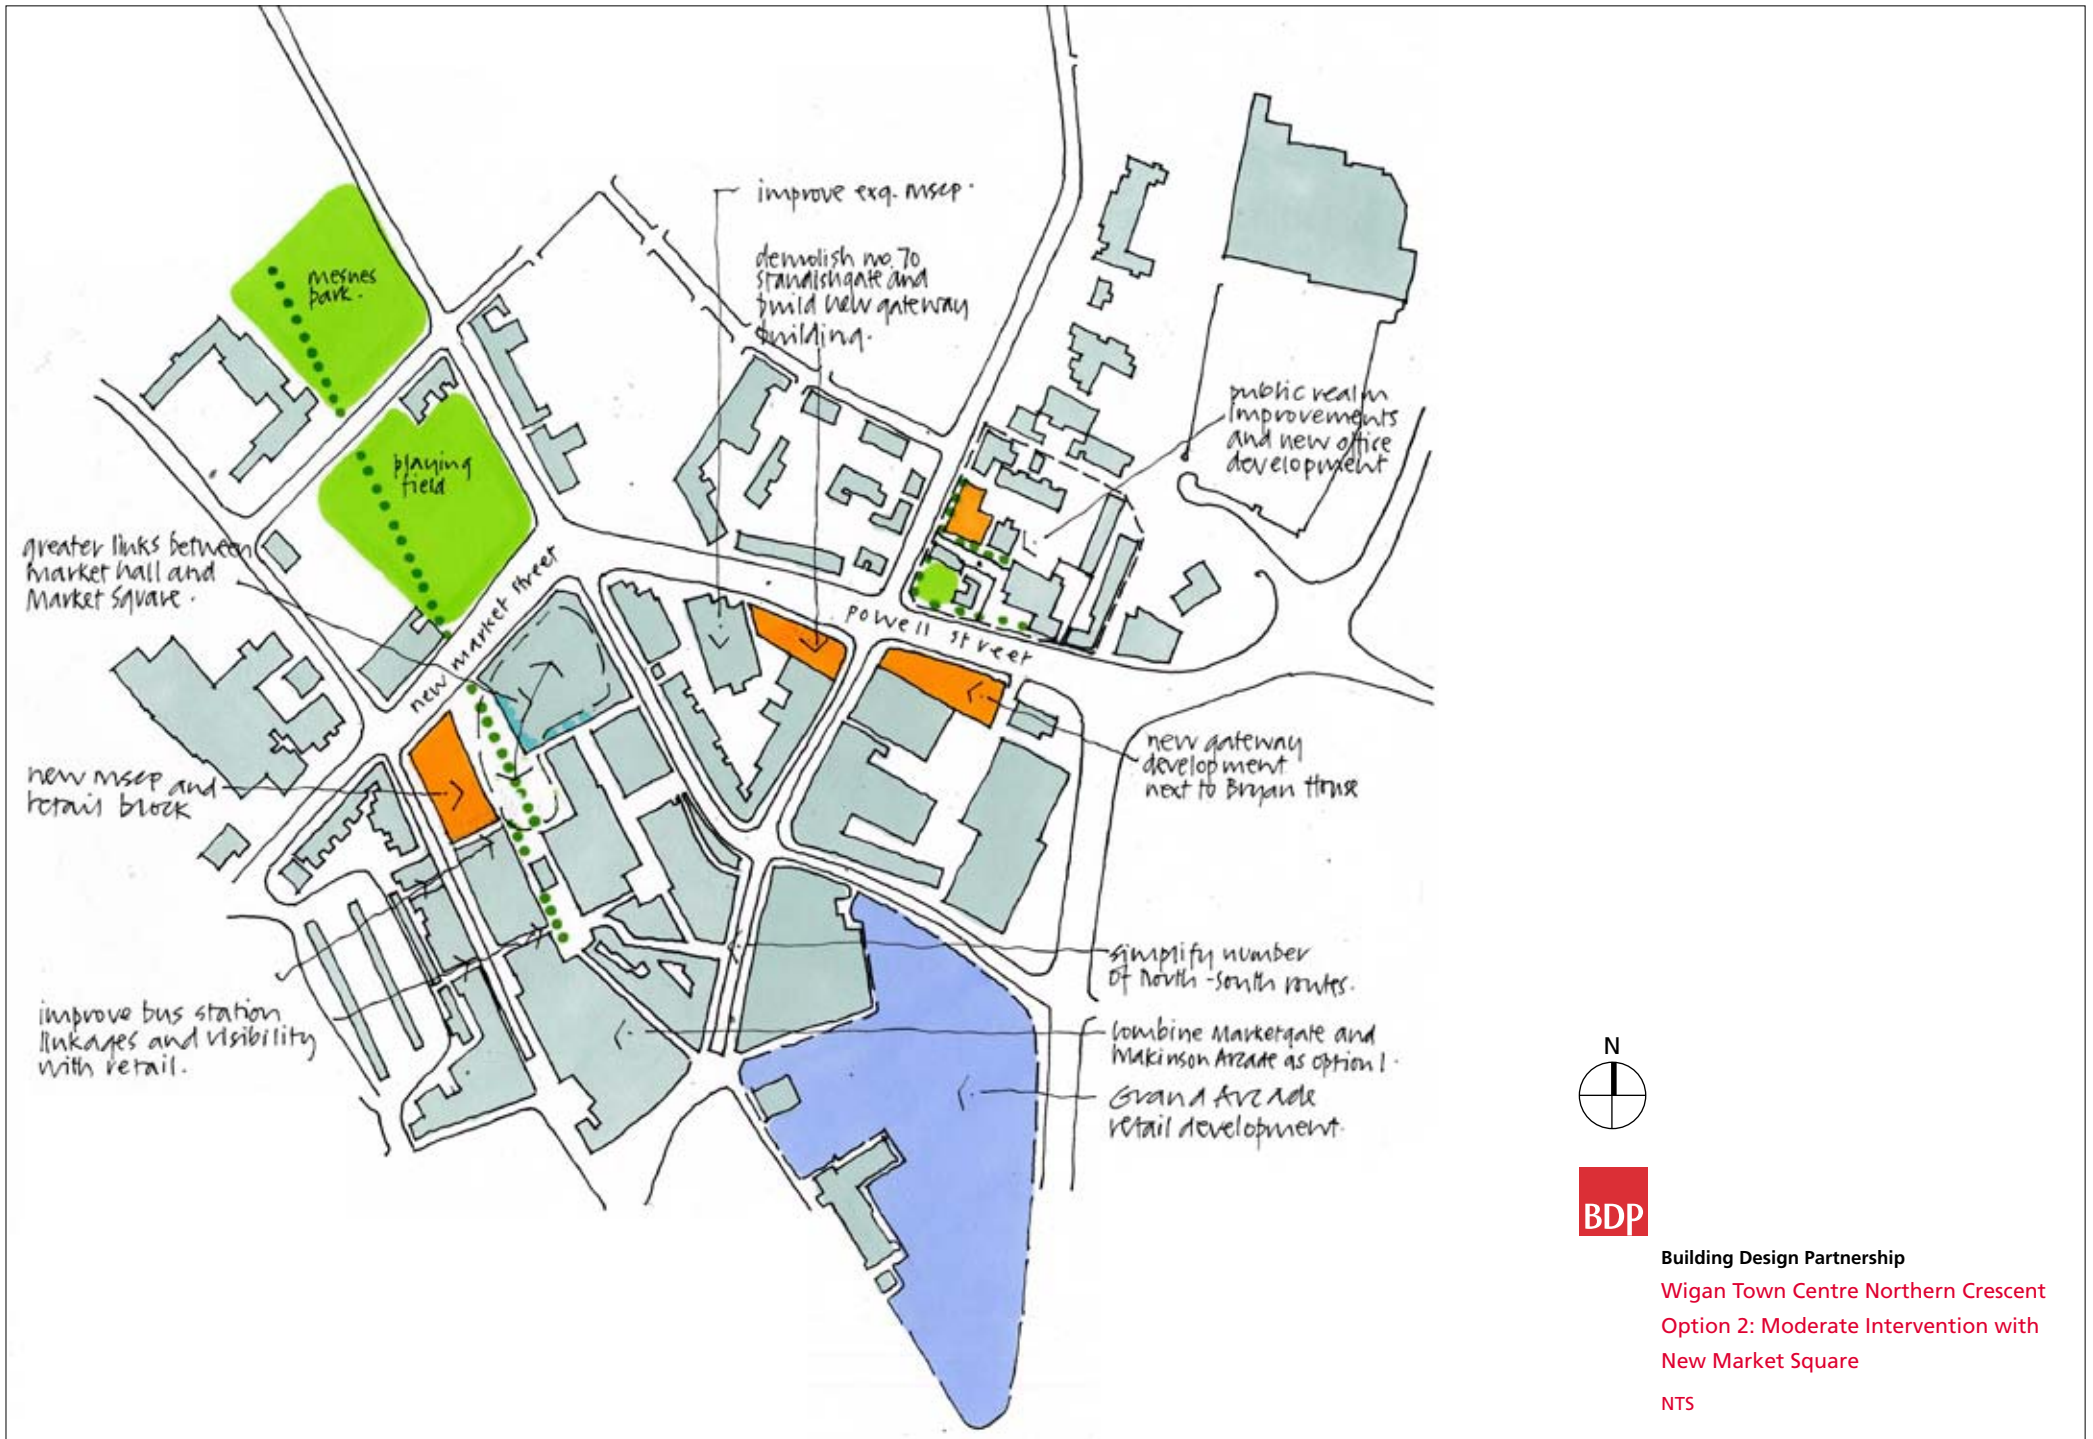 improve exg. mscp.
demolish no. 70
standishgate and
build new gateway
building.
mesnes
park.
playing
field
public realm
improvements
and new office
development
greater links between
market hall and
Market Square.
new market street
powell street
new mscp and
retail block
new gateway
development
next to Bryan House
simplify number
of North-South routes.
improve bus station
linkages and visibility
with retail.
combine Marketgate and
Makinson Arcade as option 1.
Grand Arcade
retail development.
N
BDP
Building Design Partnership
Wigan Town Centre Northern Crescent
Option 2: Moderate Intervention with
New Market Square
NTS